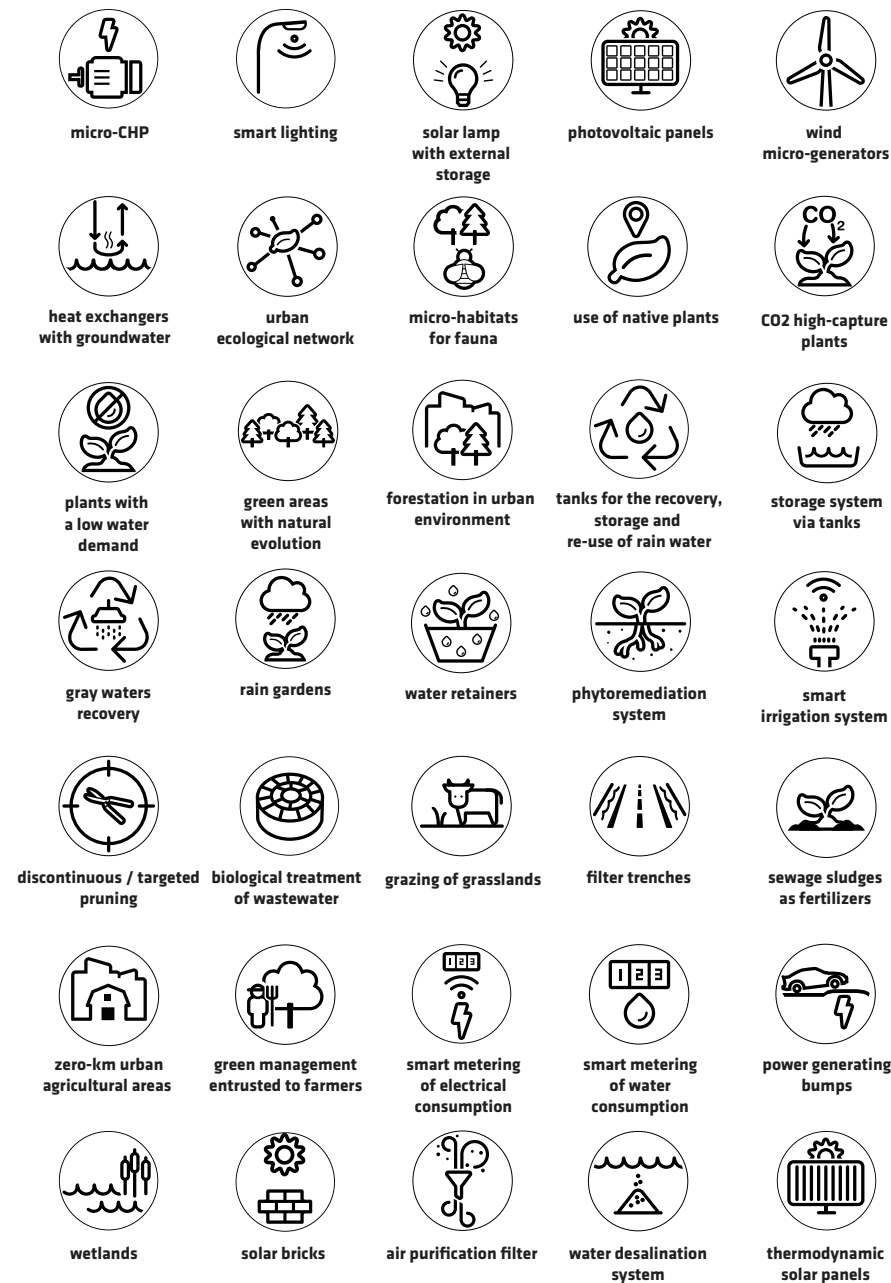 micro-CHP
smart lighting
solar lamp
with external
storage
photovoltaic panels
wind
micro-generators
heat exchangers
with groundwater
urban
ecological network
micro-habitats
for fauna
use of native plants
CO2
CO2 high-capture
plants
plants with
a low water
demand
green areas
with natural
evolution
forestation in urban
environment
tanks for the recovery,
storage and
re-use of rain water
storage system
via tanks
gray waters
recovery
rain gardens
water retainers
phytoremediation
system
smart
irrigation system
discontinuous / targeted
pruning
biological treatment
of wastewater
grazing of grasslands
filter trenches
sewage sludges
as fertilizers
zero-km urban
agricultural areas
green management
entrusted to farmers
123
smart metering
of electrical
consumption
123
smart metering
of water
consumption
power generating
bumps
wetlands
solar bricks
air purification filter
water desalination
system
thermodynamic
solar panels